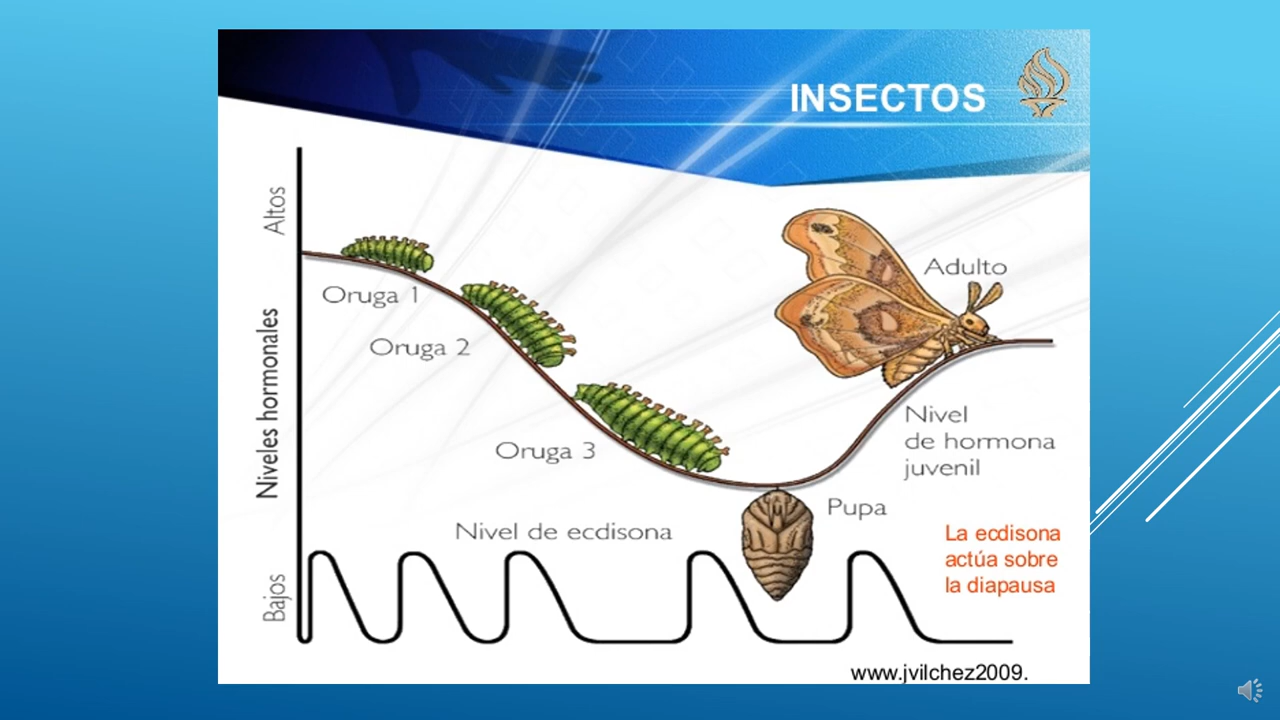 INSECTOS
Altos
Niveles hormonales
Bajos
Oruga 1
Oruga 2
Oruga 3
Adulto
Nivel
de hormona
juvenil
Pupa
Nivel de ecdisona
La ecdisona
actúa sobre
la diapausa
www.jvilchez2009.